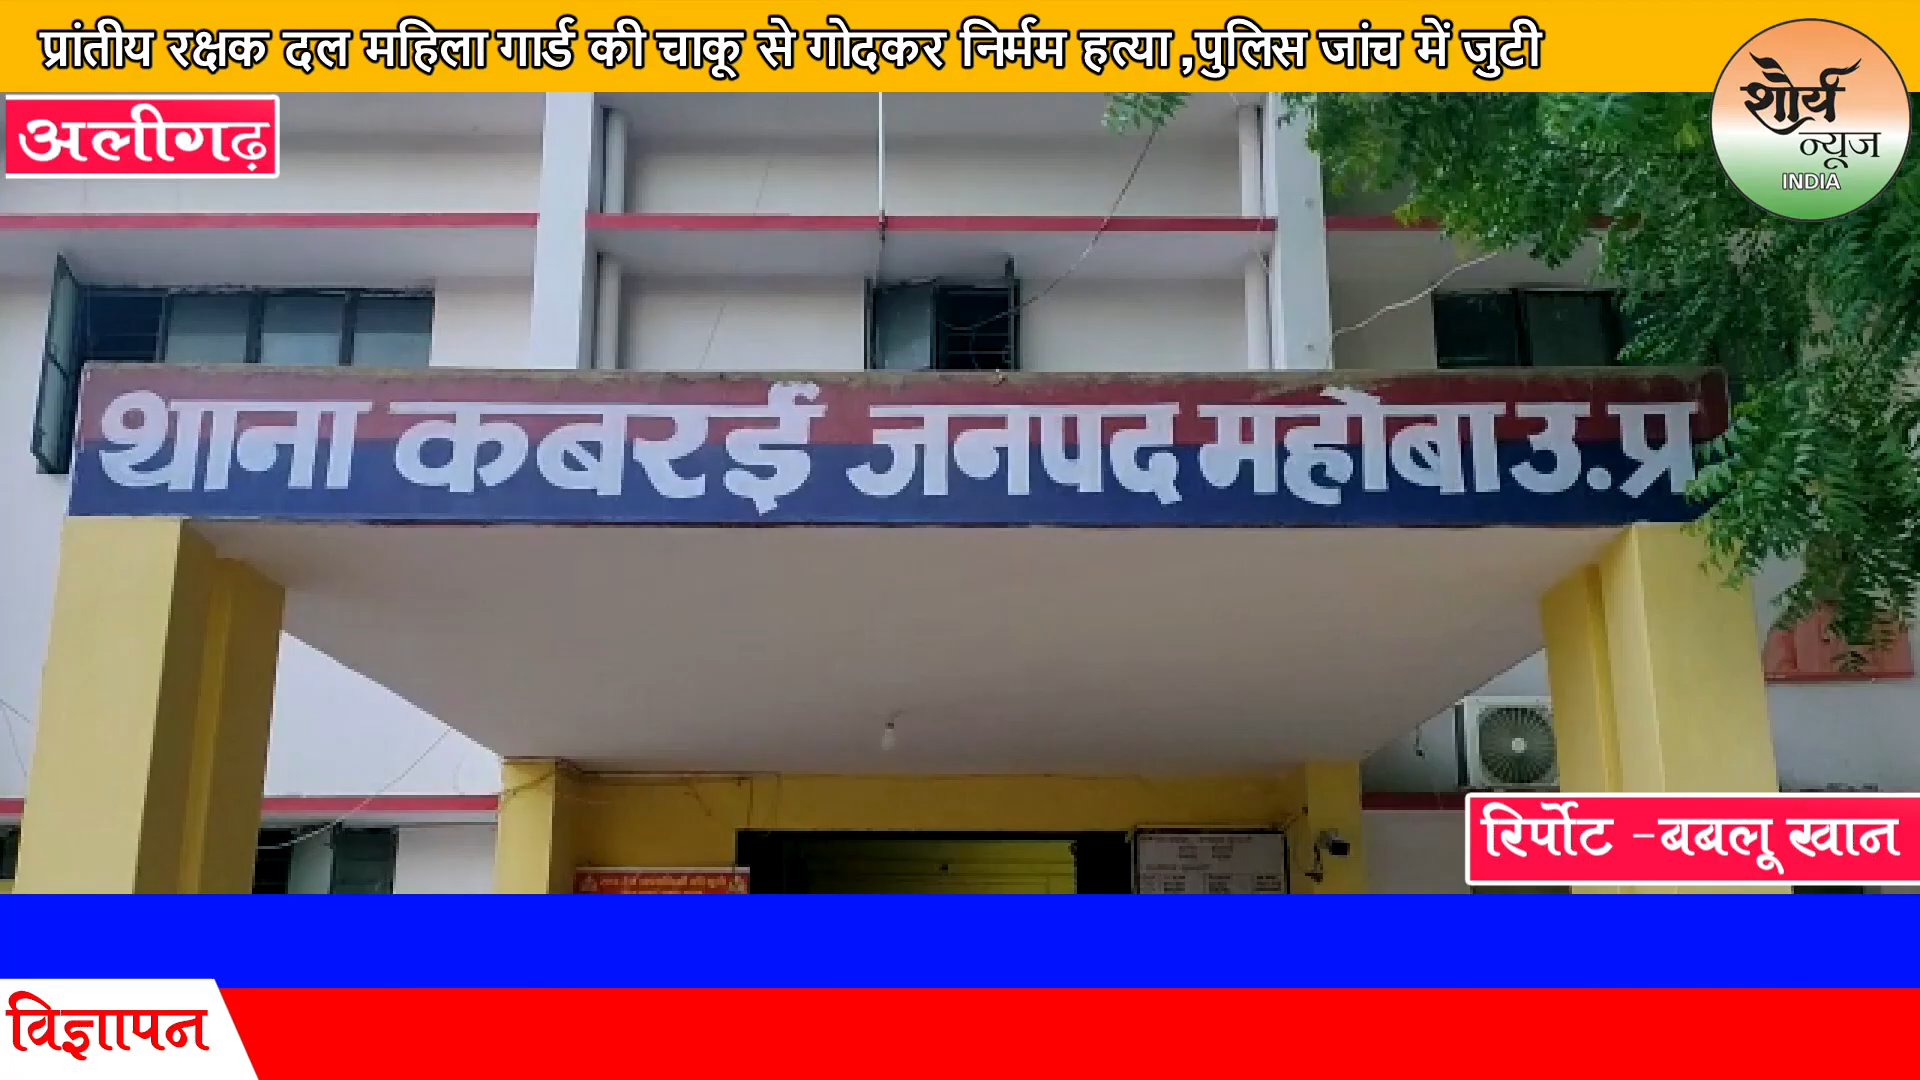 प्रांतीय रक्षक दल महिला गार्ड की चाकू से गोदकर निर्मम हत्या ,पुलिस जांच में जुटी
शौर्य
न्यूज
INDIA
अलीगढ़
थाना कबरई जनपद महोबा उ.प्र
रिर्पोट -बबलू खान
विज्ञापन